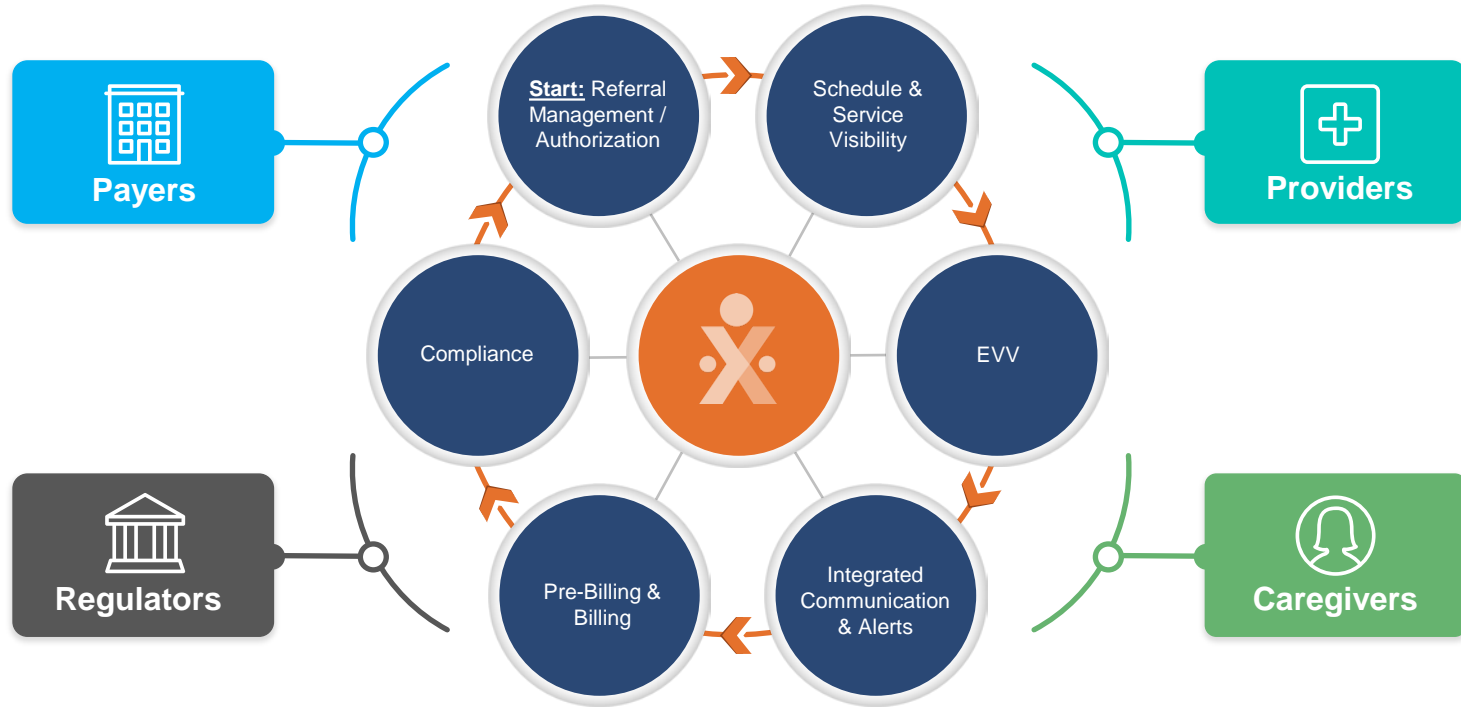 Start: Referral
Management /
Authorization
Schedule &
Service
Visibility
Payers
Providers
Compliance
EVV
Regulators
Pre-Billing &
Billing
Integrated
Communication
& Alerts
Caregivers